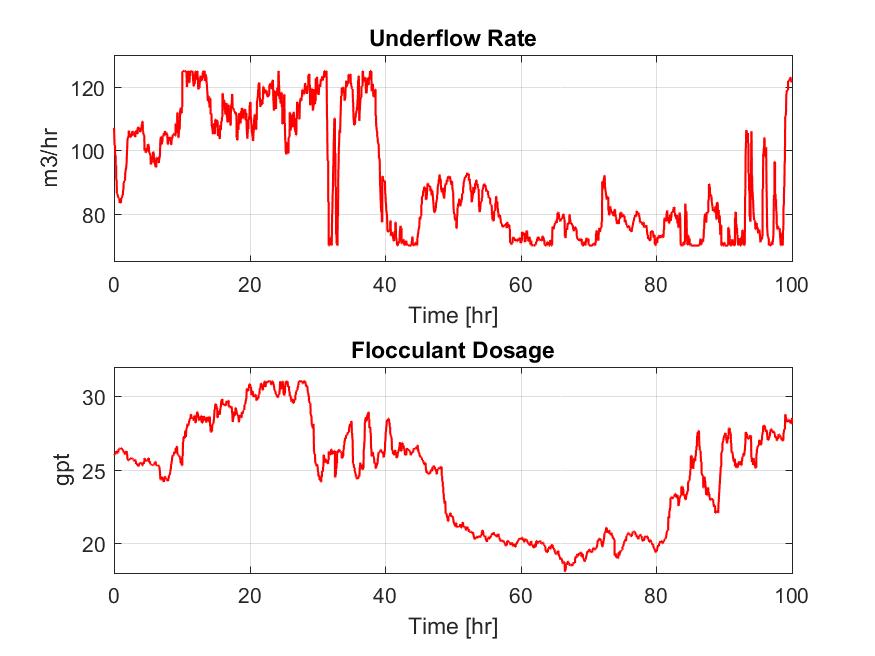 Underflow Rate
120
100
80
m3/hr
0 20 40 60 80 100
Time [hr]
Flocculant Dosage
30
25
20
gpt
0 20 40 60 80 100
Time [hr]